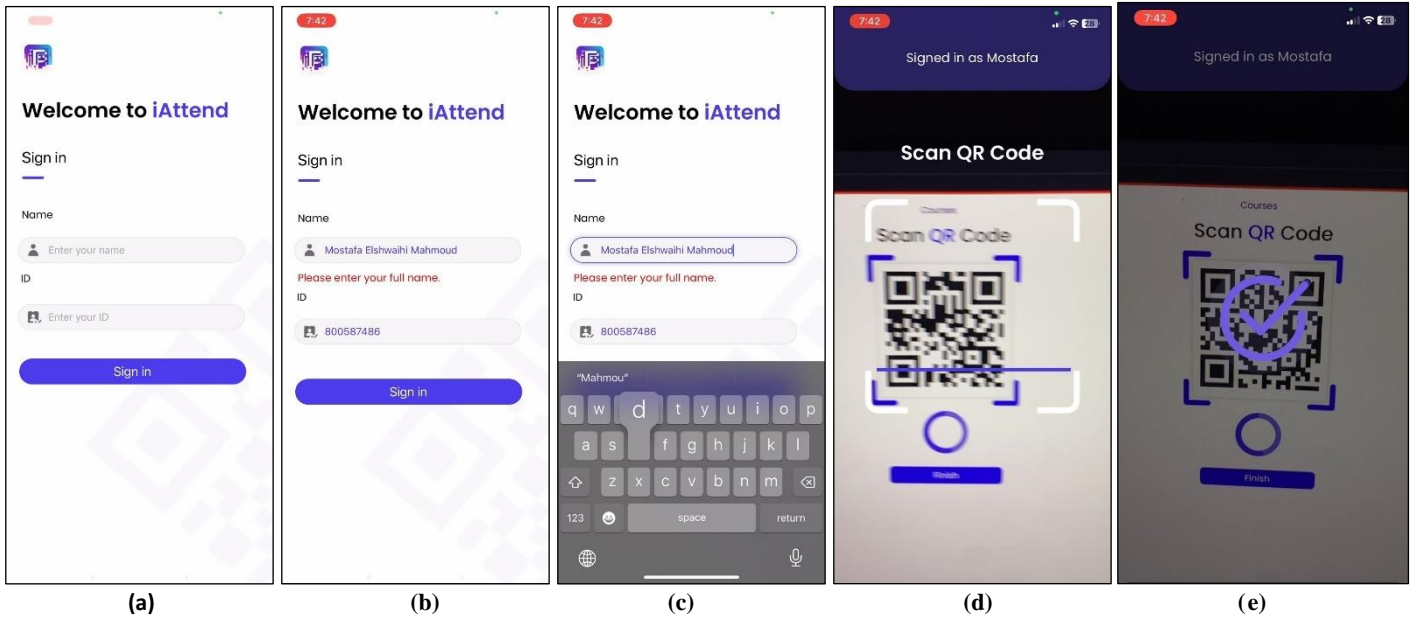 Welcome to iAttend
Sign in
Name
Enter your name
ID
Enter your ID
Sign in
(a)
7:42
Welcome to iAttend
Sign in
Name
Mostafa Elshwaihi Mahmoud
Please enter your full name.
ID
800587486
Sign in
(b)
7:42
Welcome to iAttend
Sign in
Name
Mostafa Elshwaihi Mahmoud
Please enter your full name.
ID
800587486
"Mahmou"
q w d t y u i o p
a s f g h j k l
z x c v b n m
123 space return
(c)
7:42 28
Signed in as Mostafa
Scan QR Code
Courses
Scan QR Code
Finish
(d)
7:42 28
Signed in as Mostafa
Courses
Scan QR Code
Finish
(e)